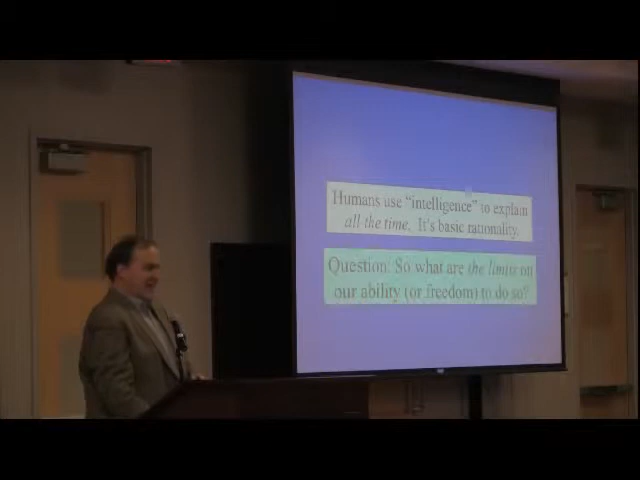 Humans use “intelligence” to explain
all the time. It's basic rationality.
Question: So what are the limits on
our ability (or freedom) to do so?